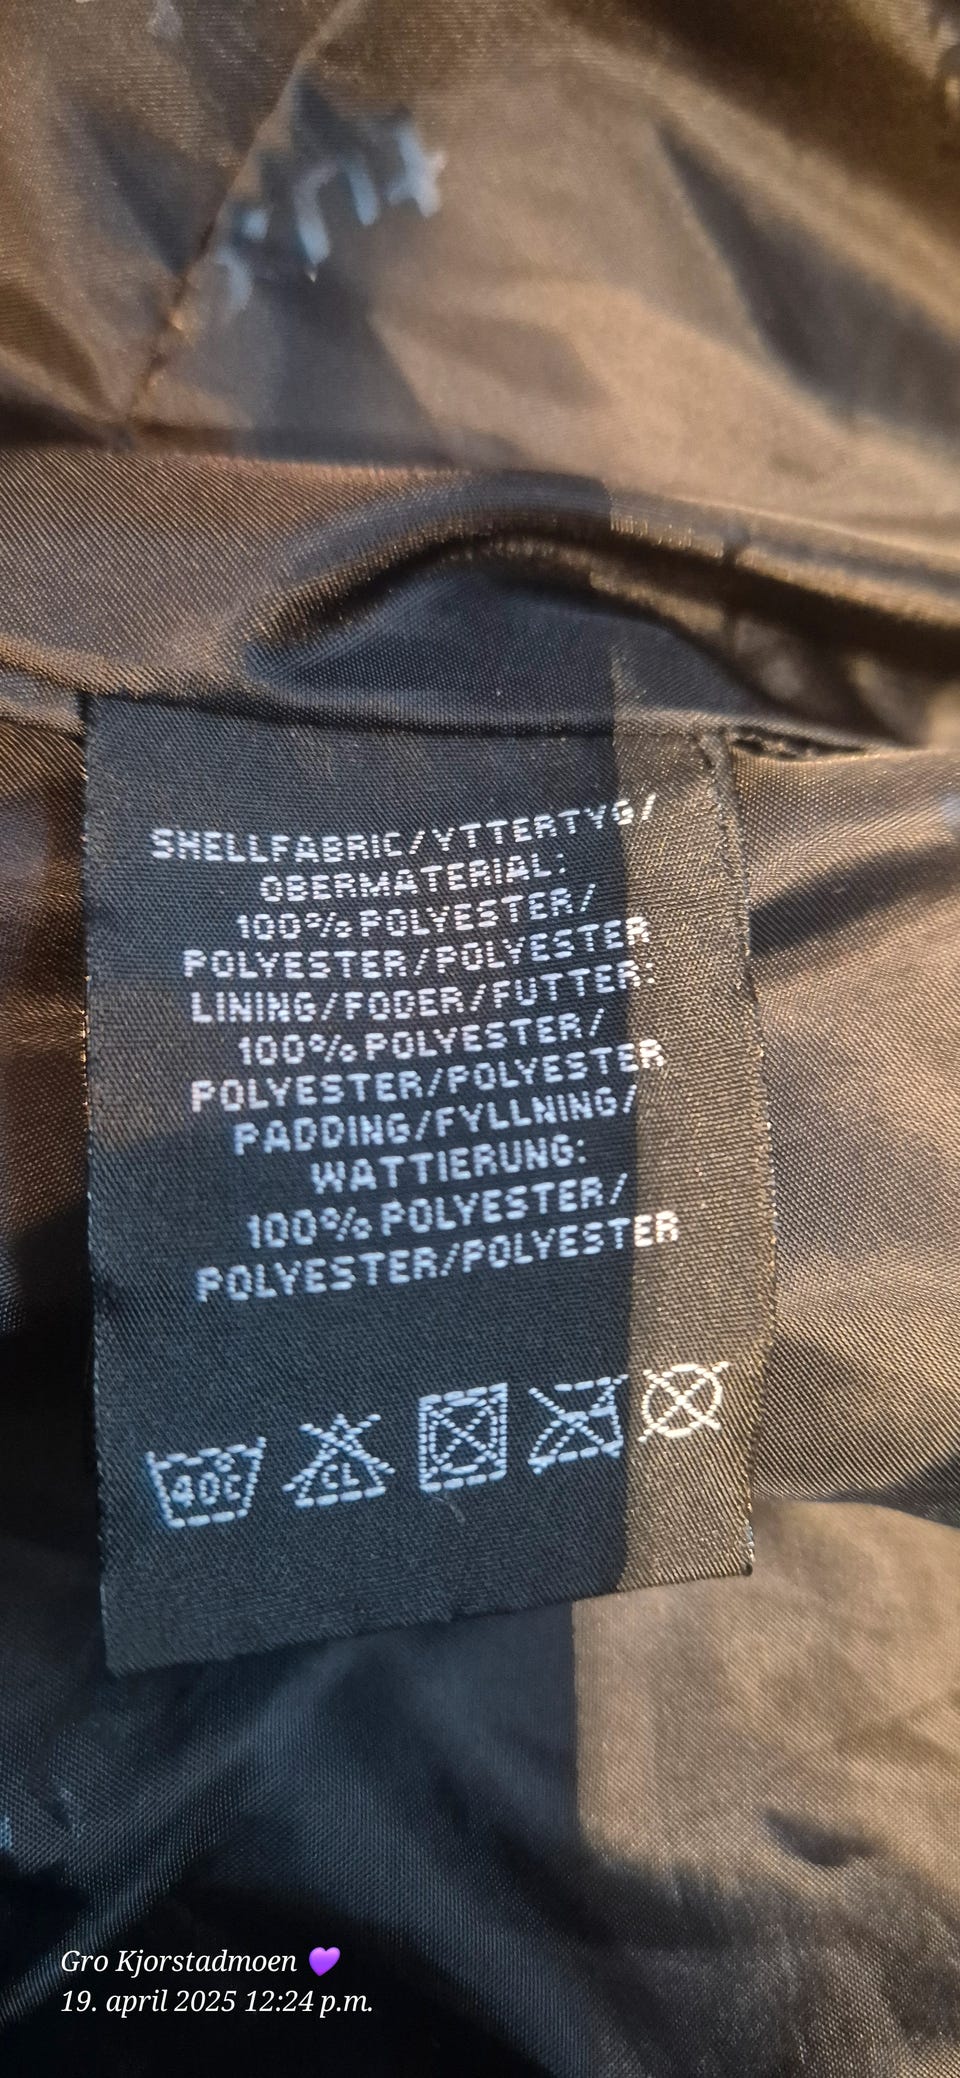 SHELLFABRIC/YTTERTYG/
OBERMATERIAL:
100% POLYESTER/
POLYESTER/POLYESTER
LINING/FODER/FUTTER:
100% POLYESTER/
POLYESTER/POLYESTER
PADDING/FYLLNING/
WATTIERUNG:
100% POLYESTER/
POLYESTER/POLYESTER
40C
CL
Gro Kjorstadmoen 💜
19. april 2025 12:24 p.m.